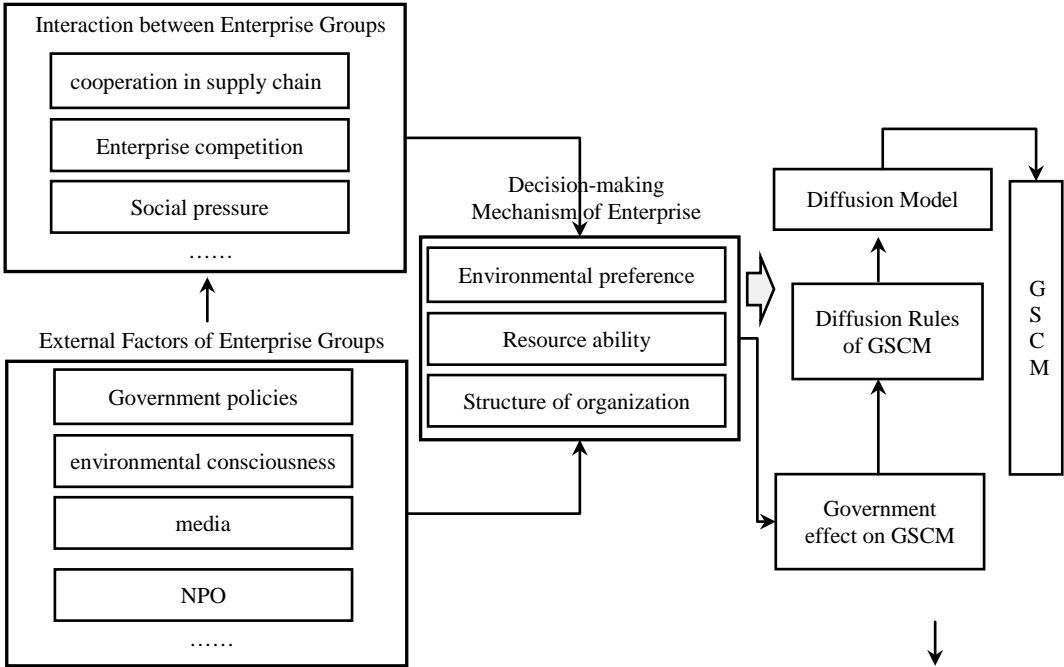 Interaction between Enterprise Groups
cooperation in supply chain
Enterprise competition
Social pressure
……
External Factors of Enterprise Groups
Government policies
environmental consciousness
media
NPO
……
Decision-making
Mechanism of Enterprise
Environmental preference
Resource ability
Structure of organization
Diffusion Model
Diffusion Rules
of GSCM
Government
effect on GSCM
G
S
C
M